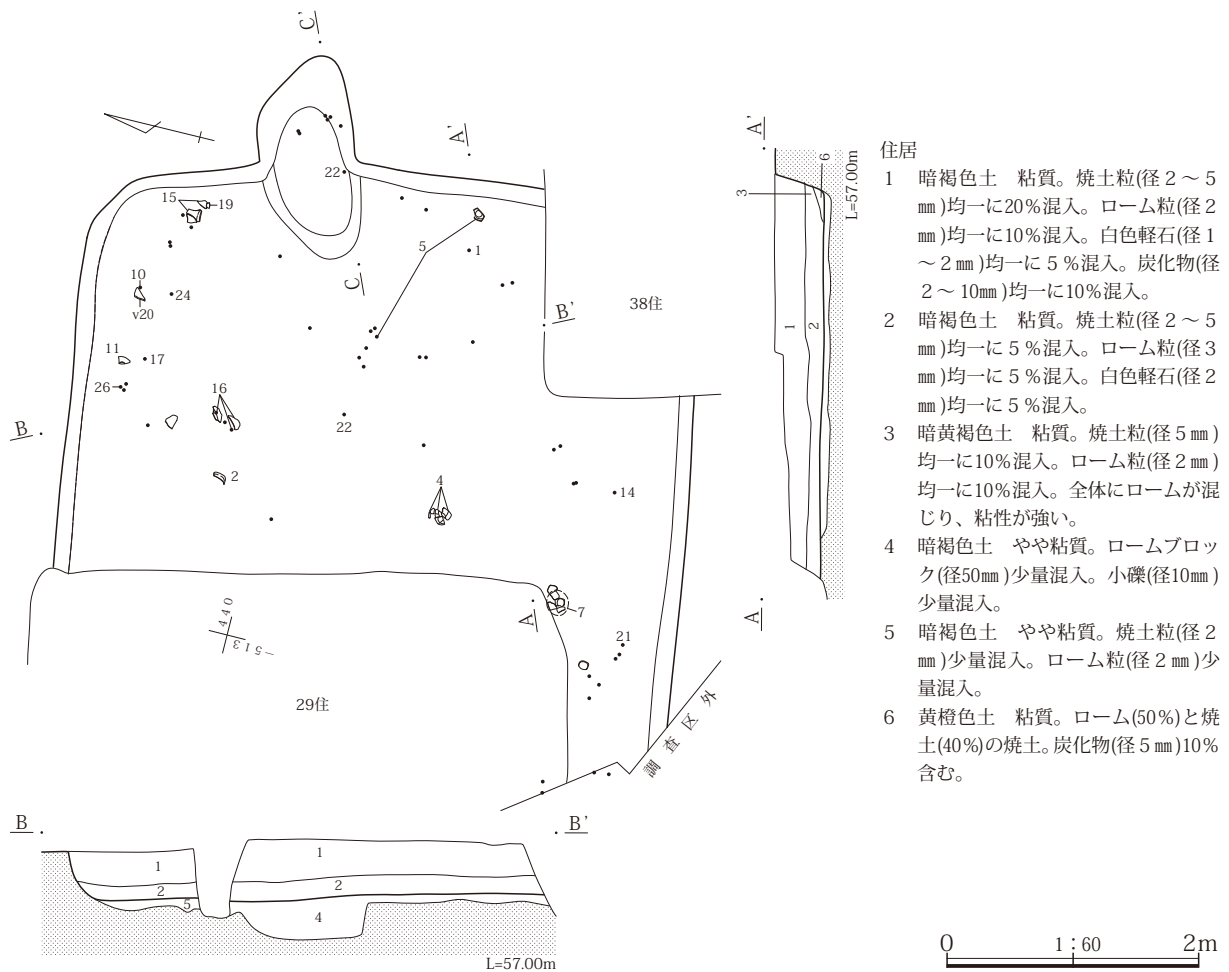 C'
A'
22
15
19
5
1
10
24
v20
B'
38住
11
17
26
16
B
22
2
4
14
A
7
440
−513
21
29住
調査区外
C
A'
6
3
L=57.00m
1
2
A
B
B'
1
1
2
2
5
4
L=57.00m
住居
1 暗褐色土 粘質。焼土粒(径２～５
㎜)均一に20%混入。ローム粒(径２
㎜)均一に10%混入。白色軽石(径１
～２㎜)均一に５%混入。炭化物(径
２～10㎜)均一に10%混入。
2 暗褐色土 粘質。焼土粒(径２～５
㎜)均一に５%混入。ローム粒(径３
㎜)均一に５%混入。白色軽石(径２
㎜)均一に５%混入。
3 暗黄褐色土 粘質。焼土粒(径５㎜)
均一に10%混入。ローム粒(径２㎜)
均一に10%混入。全体にロームが混
じり、粘性が強い。
4 暗褐色土 やや粘質。ロームブロッ
ク(径50㎜)少量混入。小礫(径10㎜)
少量混入。
5 暗褐色土 やや粘質。焼土粒(径２
㎜)少量混入。ローム粒(径２㎜)少
量混入。
6 黄橙色土 粘質。ローム(50%)と焼
土(40%)の焼土。炭化物(径５㎜)10%
含む。
0 1：60 2m